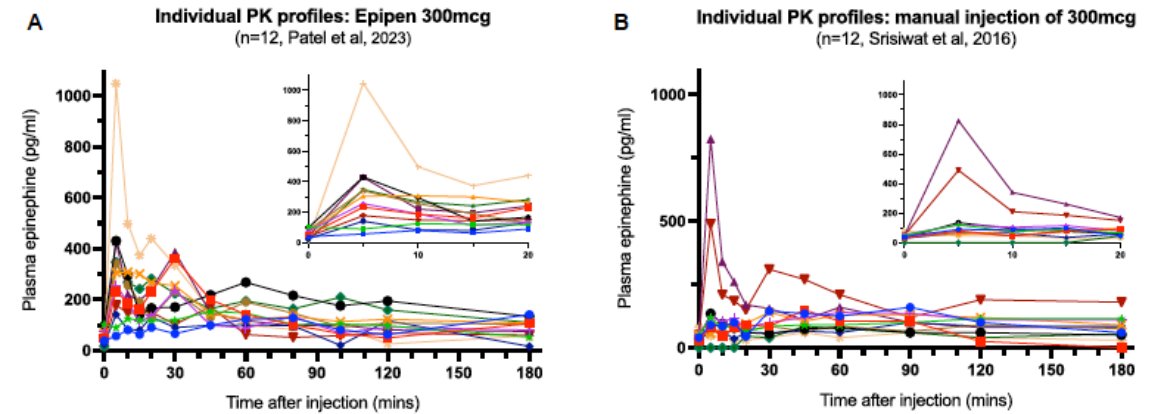 A
Individual PK profiles: Epipen 300mcg
(n=12, Patel et al, 2023)
Plasma epinephrine (pg/ml)
1000
800
600
400
200
0
0 30 60 90 120 150 180
Time after injection (mins)
1000
800
600
400
200
0
0 10 20
B
Individual PK profiles: manual injection of 300mcg
(n=12, Srisiwat et al, 2016)
Plasma epinephrine (pg/ml)
1000
500
0
0 30 60 90 120 150 180
Time after injection (mins)
1000
800
600
400
200
0
0 10 20